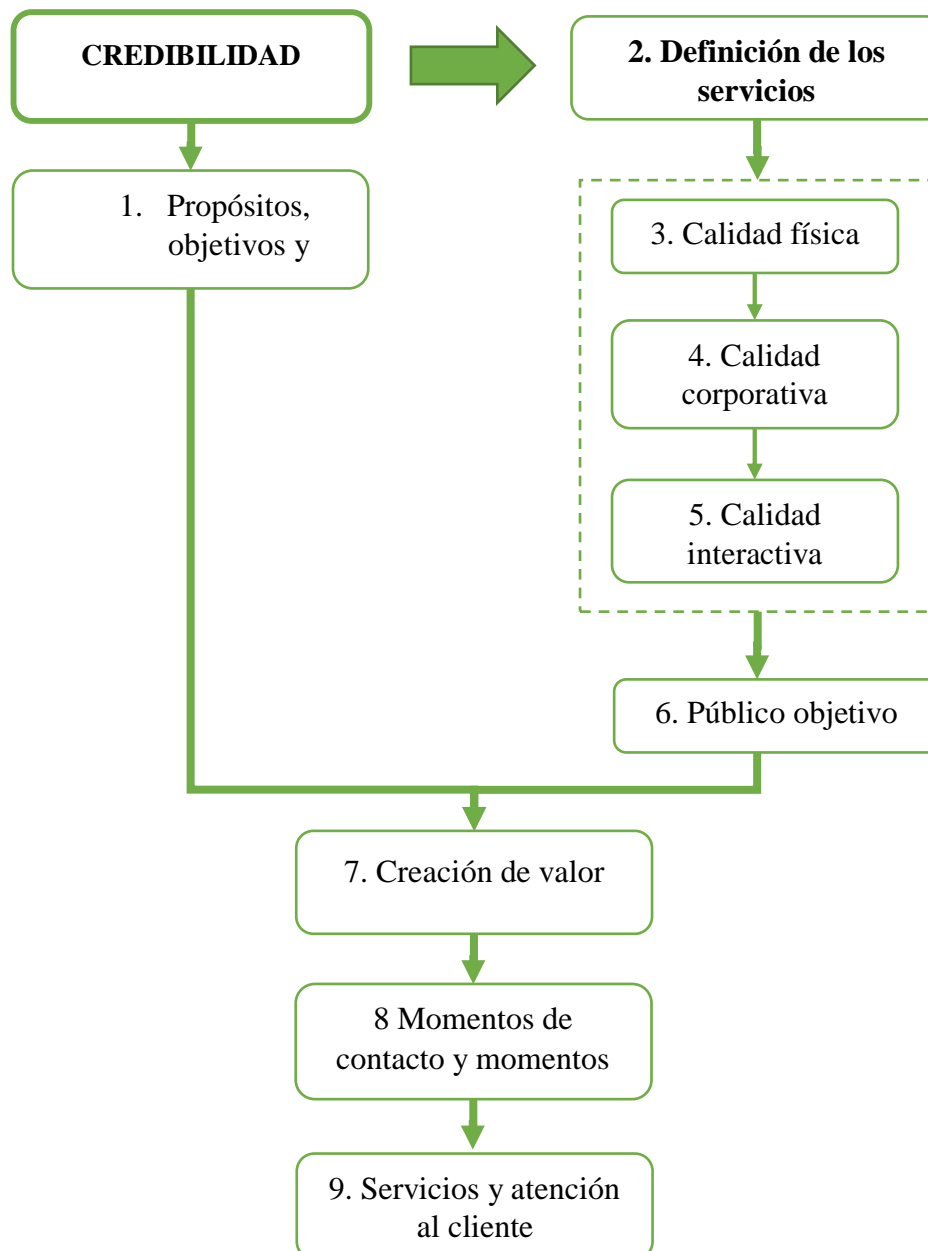 CREDIBILIDAD
2. Definición de los
servicios
1. Propósitos,
objetivos y
3. Calidad física
4. Calidad
corporativa
5. Calidad
interactiva
6. Público objetivo
7. Creación de valor
8 Momentos de
contacto y momentos
9. Servicios y atención
al cliente